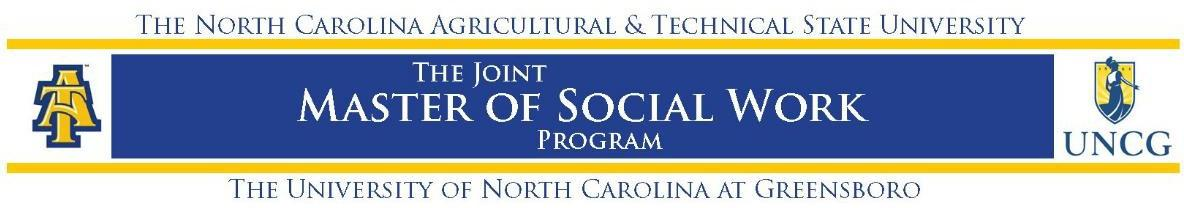 THE NORTH CAROLINA AGRICULTURAL & TECHNICAL STATE UNIVERSITY
AT
THE JOINT
MASTER OF SOCIAL WORK
PROGRAM
UNCG
THE UNIVERSITY OF NORTH CAROLINA AT GREENSBORO